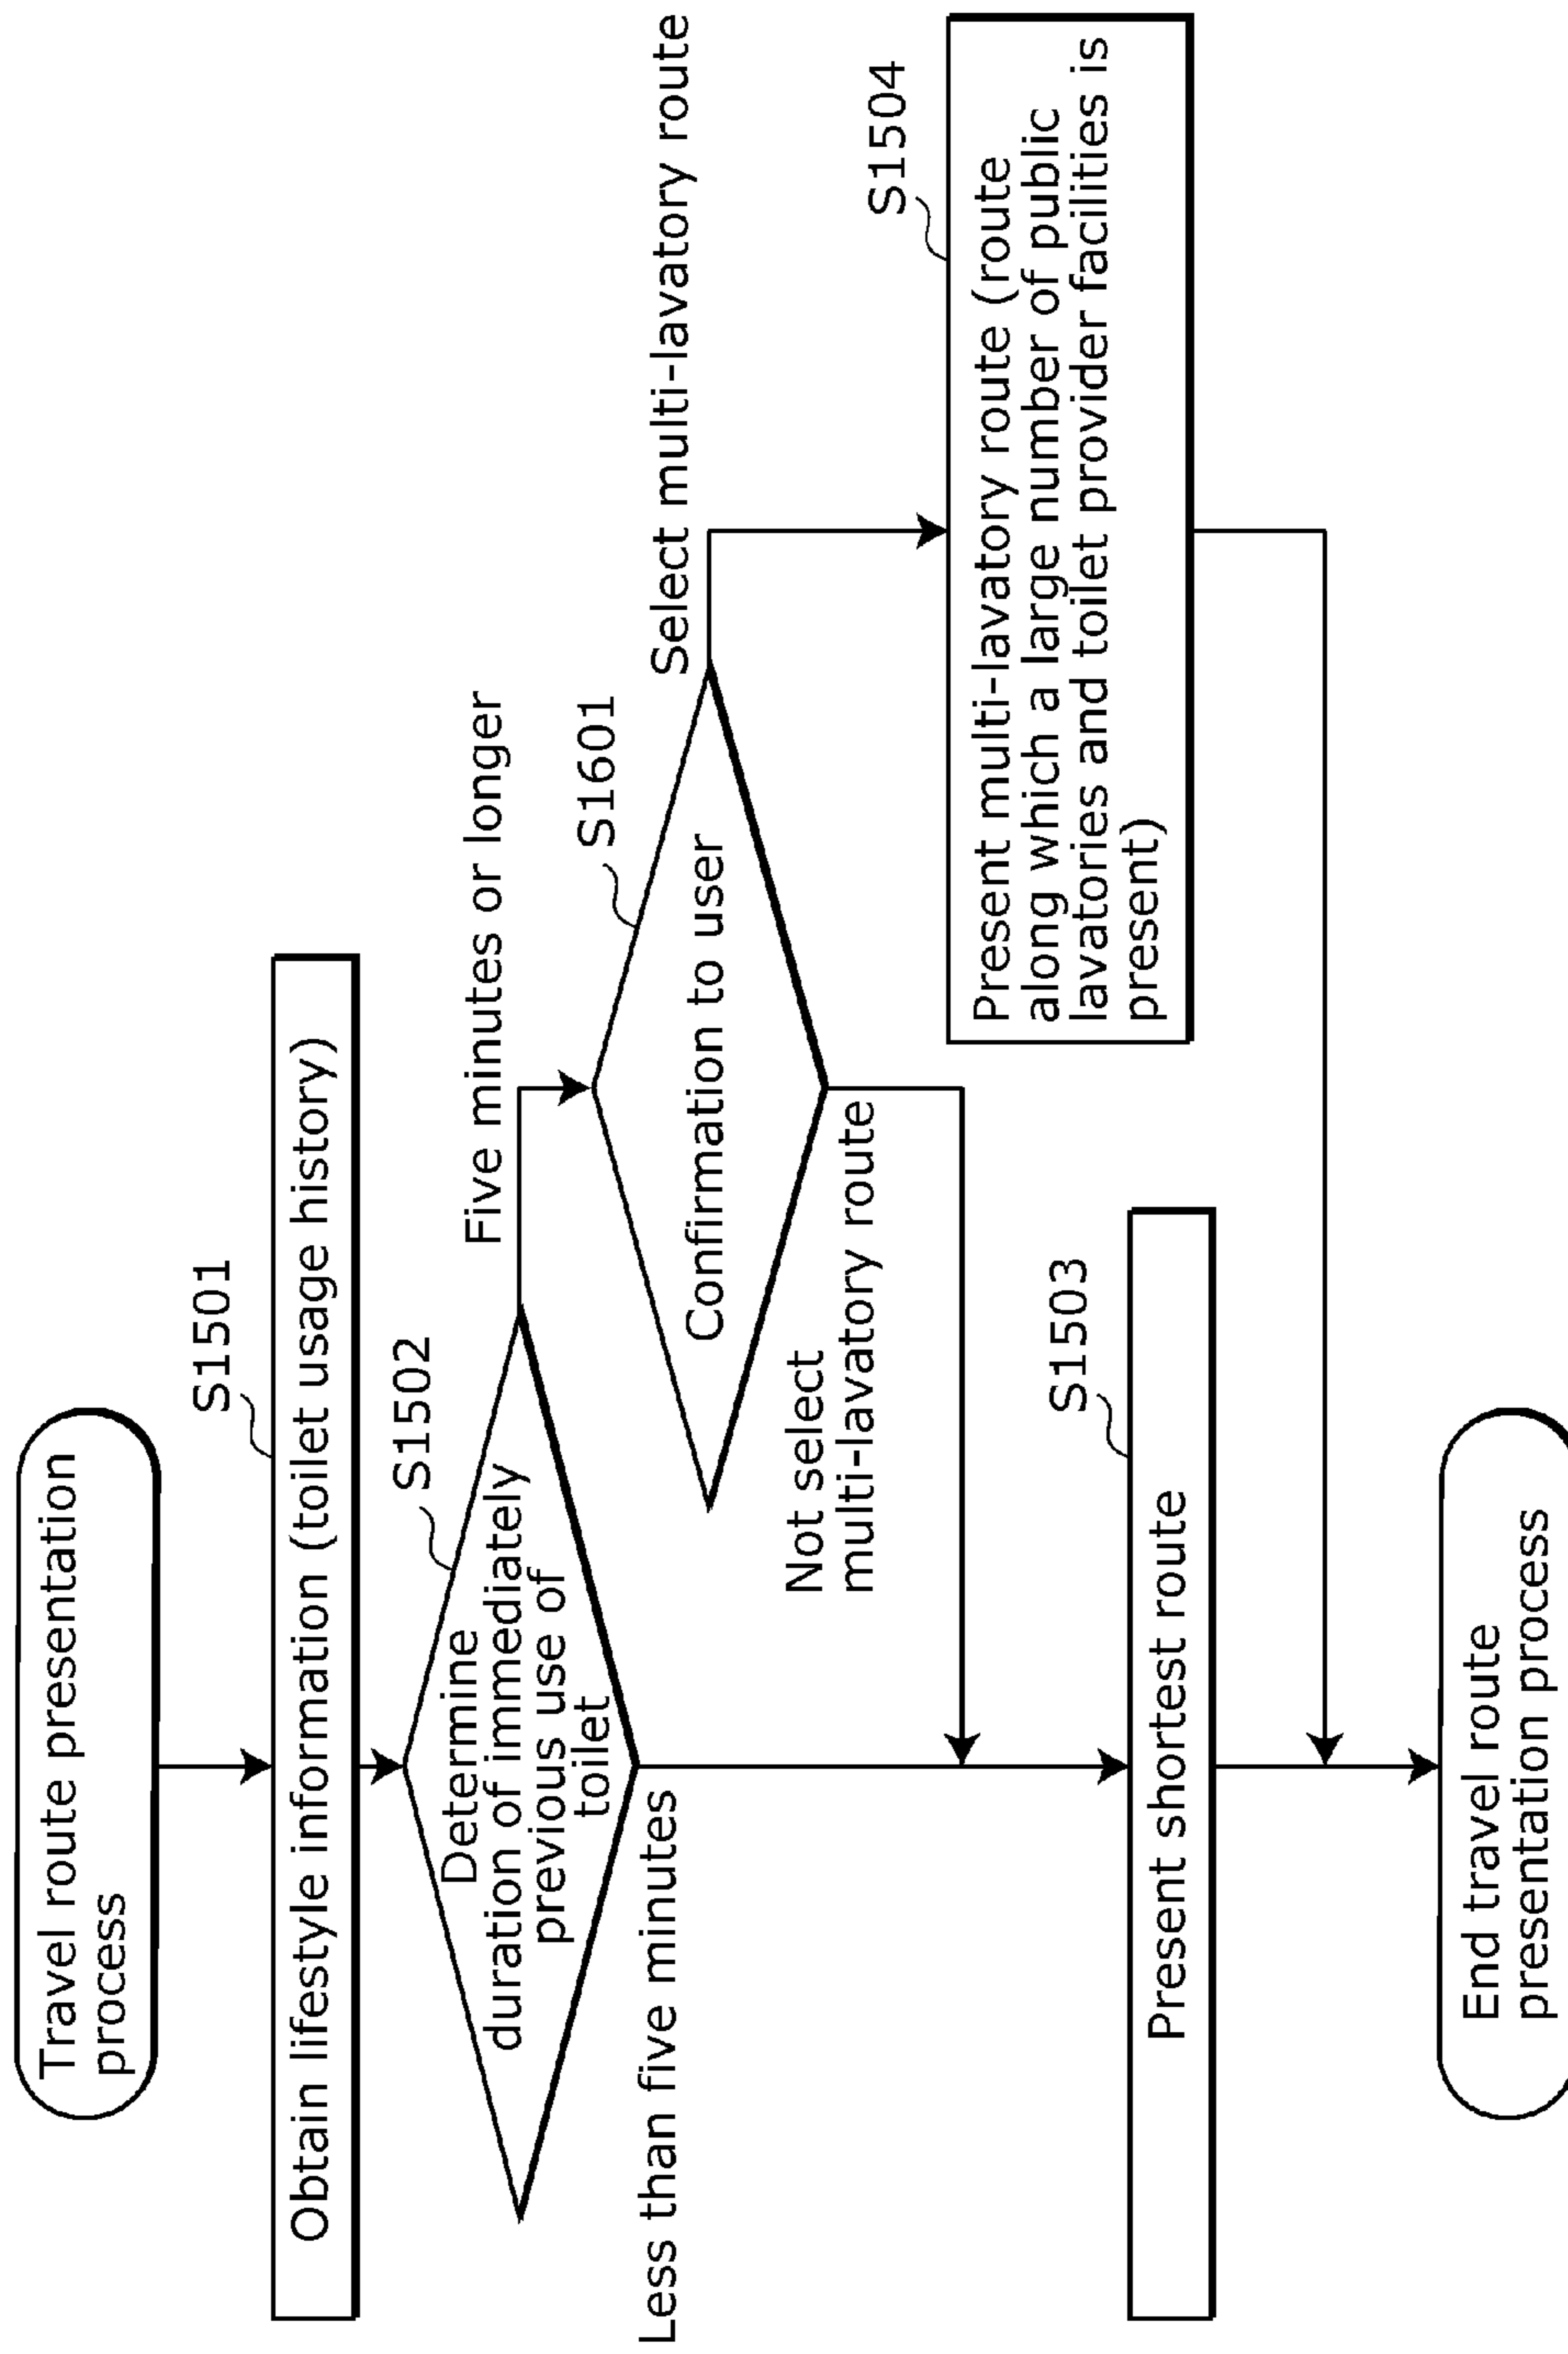 Travel route presentation
process
S1501
Obtain lifestyle information (toilet usage history)
S1502
Determine
duration of immediately
previous use of
toilet
Five minutes or longer
Less than five minutes
S1601
Confirmation to user
Select multi-lavatory route
Not select
multi-lavatory route
S1504
Present multi-lavatory route (route
along which a large number of public
lavatories and toilet provider facilities is
present)
S1503
Present shortest route
End travel route
presentation process